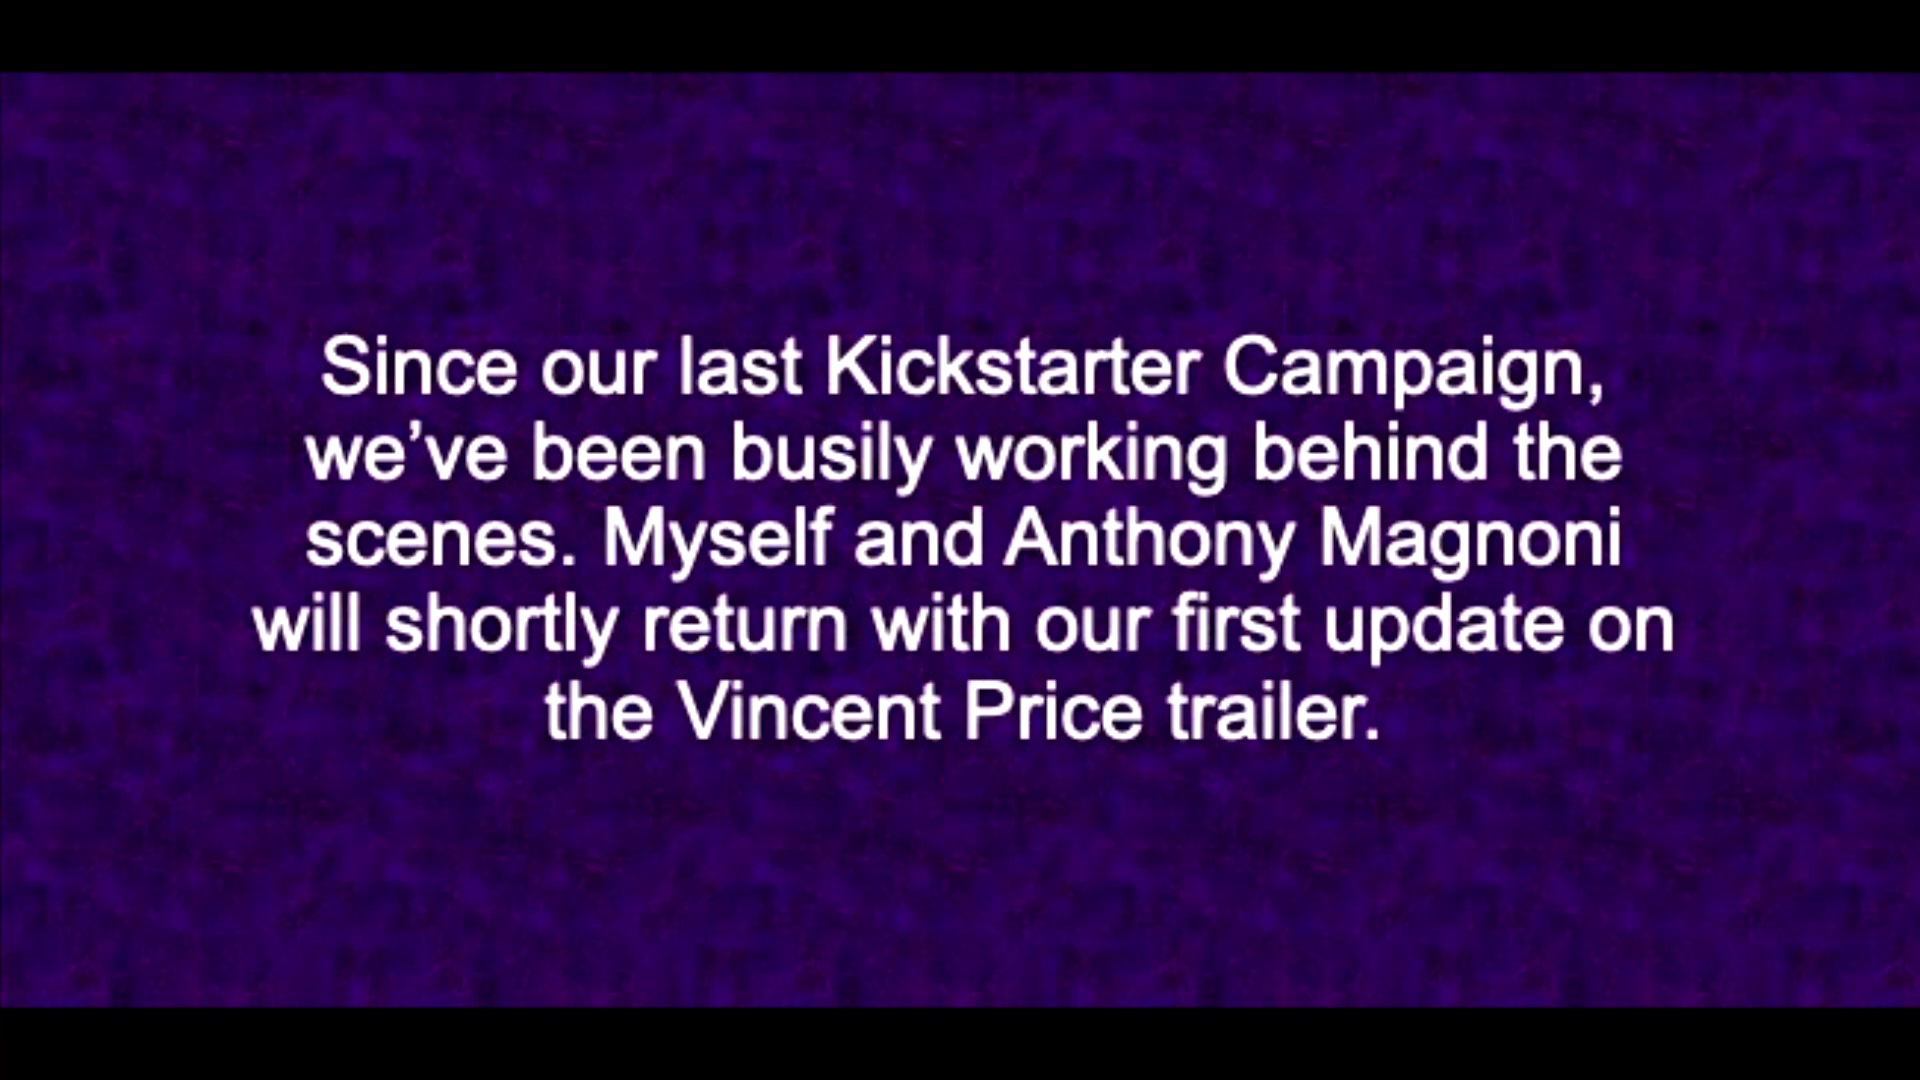 Since our last Kickstarter Campaign,
we’ve been busily working behind the
scenes. Myself and Anthony Magnoni
will shortly return with our first update on
the Vincent Price trailer.